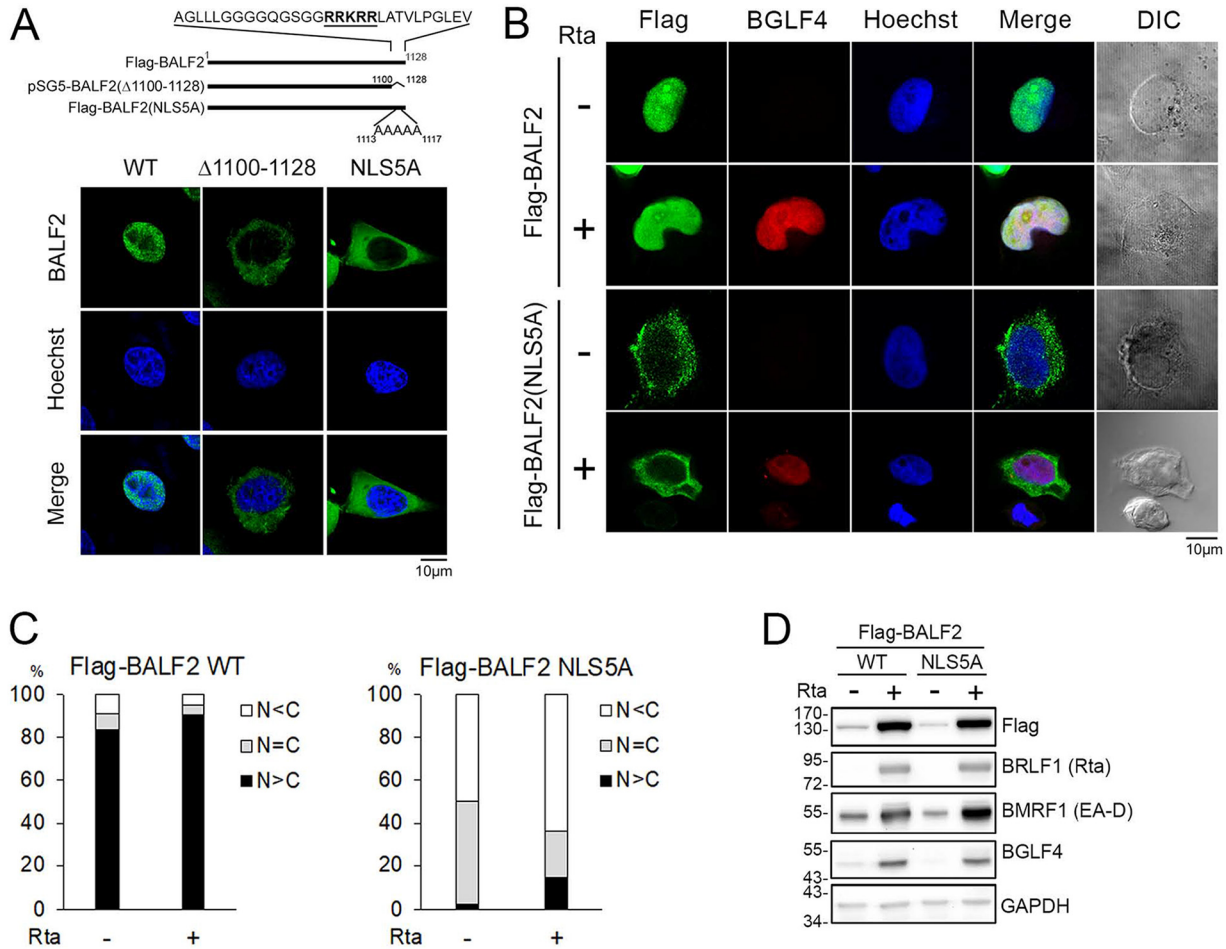 A
AGLLLGGGGQGSGGRRKRRLATVLPGLEV
Flag-BALF2 1 1128
pSG5-BALF2(Δ1100-1128) 1100 1128
Flag-BALF2(NLS5A)
1113 AAAAA 1117
WT Δ1100-1128 NLS5A
BALF2
Hoechst
Merge
10μm
B
Rta Flag BGLF4 Hoechst Merge DIC
Flag-BALF2
-
+
Flag-BALF2(NLS5A)
-
+
10μm
C
% Flag-BALF2 WT
100
80
60
40
20
0
N<C
N=C
N>C
Rta - +
% Flag-BALF2 NLS5A
100
80
60
40
20
0
N<C
N=C
N>C
Rta - +
D
Flag-BALF2
WT NLS5A
Rta - + - +
170-
130- Flag
95-
72- BRLF1 (Rta)
55- BMRF1 (EA-D)
55-
43- BGLF4
43-
34- GAPDH